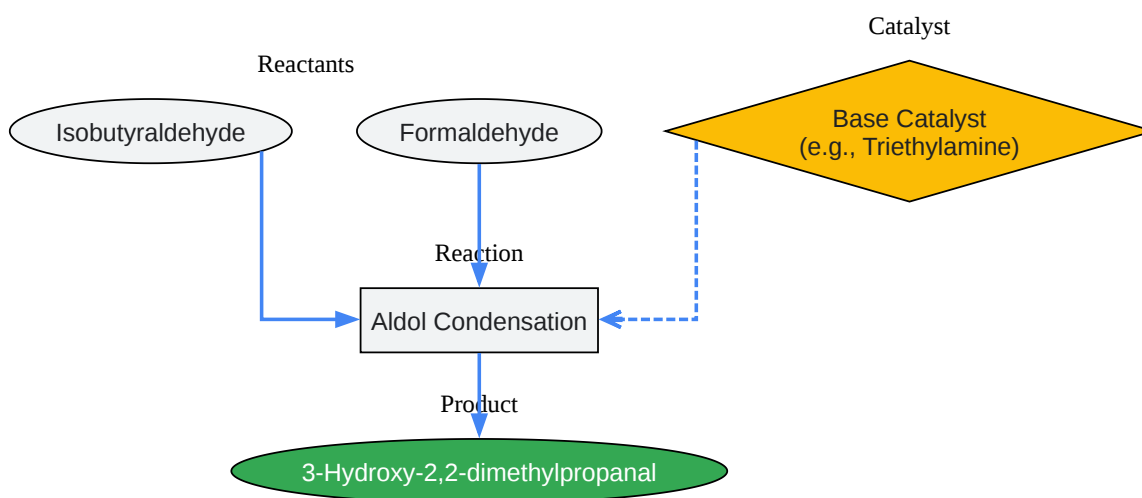 Catalyst
Reactants
Isobutyraldehyde
Formaldehyde
Base Catalyst
(e.g., Triethylamine)
Reaction
Aldol Condensation
Product
3-Hydroxy-2,2-dimethylpropanal